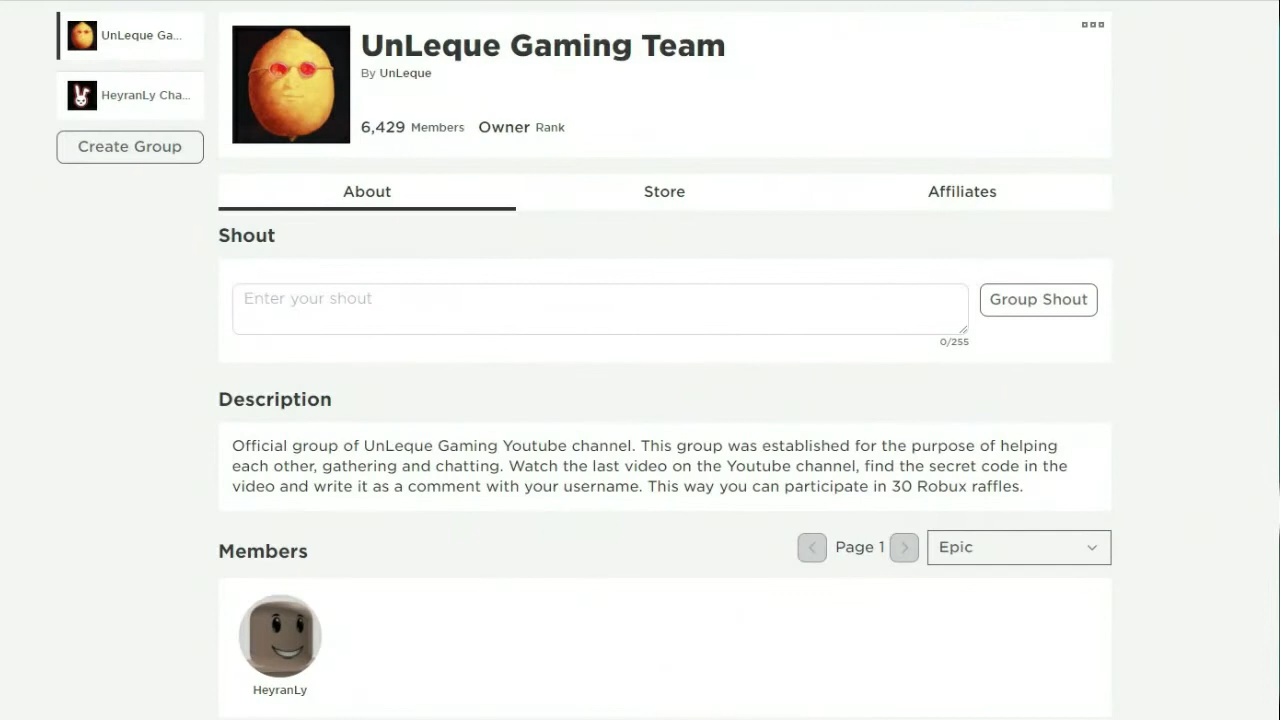 UnLeque Ga...
HeyranLy Cha...
Create Group
UnLeque Gaming Team
By UnLeque
6,429 Members Owner Rank
About Store Affiliates
Shout
Enter your shout
Group Shout
0/255
Description
Official group of UnLeque Gaming Youtube channel. This group was established for the purpose of helping
each other, gathering and chatting. Watch the last video on the Youtube channel, find the secret code in the
video and write it as a comment with your username. This way you can participate in 30 Robux raffles.
Members
Page 1
Epic
HeyranLy